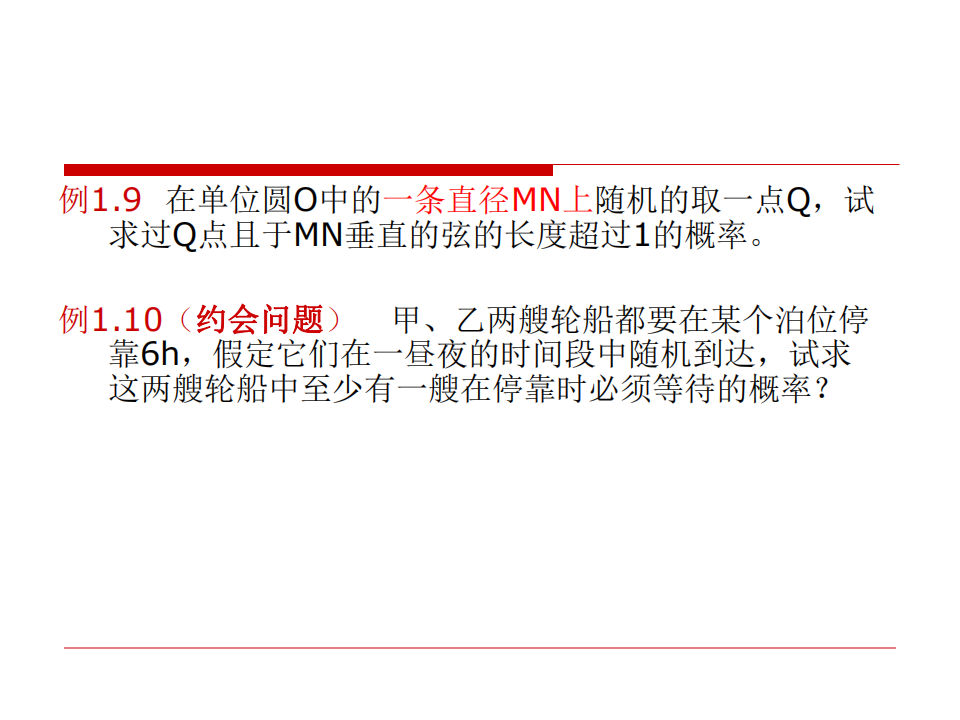 例1.9 在单位圆O中的一条直径MN上随机的取一点Q，试
求过Q点且于MN垂直的弦的长度超过1的概率。
例1.10（约会问题） 甲、乙两艘轮船都要在某个泊位停
靠6h，假定它们在一昼夜的时间段中随机到达，试求
这两艘轮船中至少有一艘在停靠时必须等待的概率？